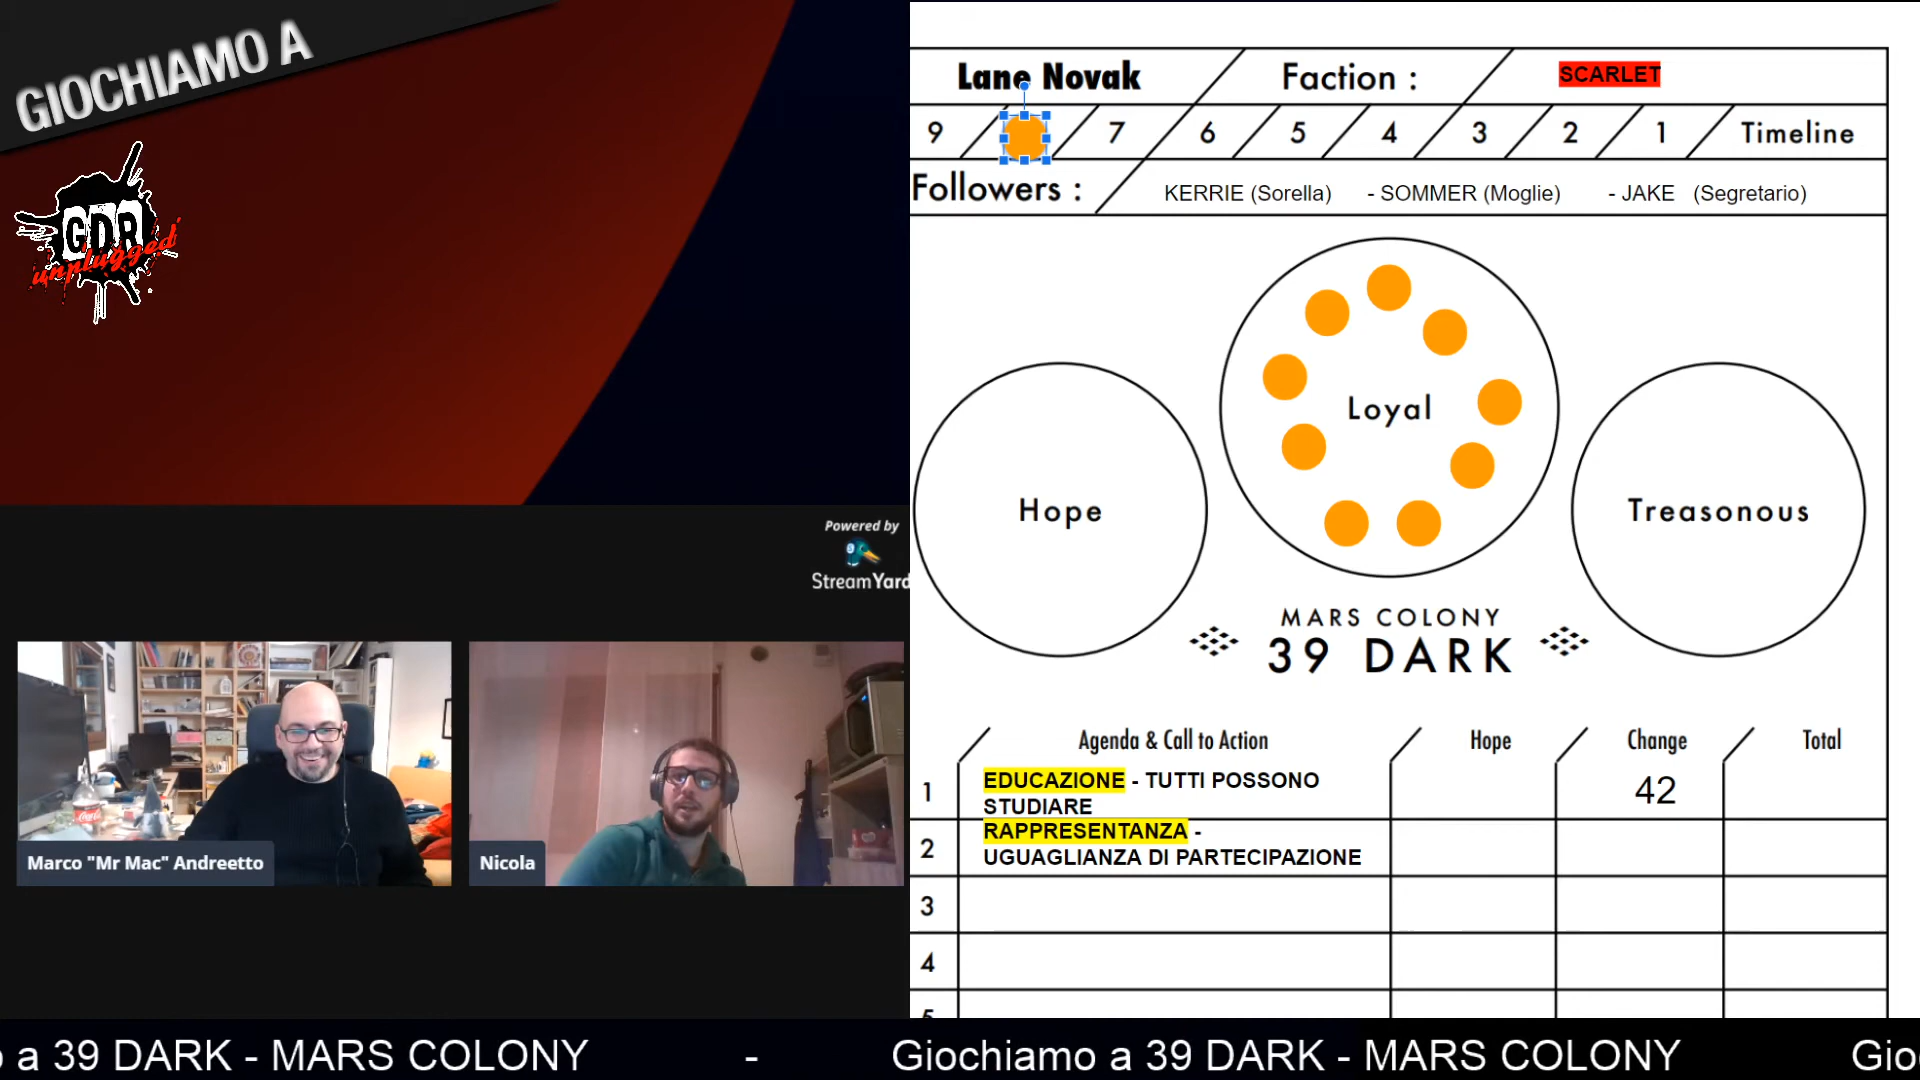 GIOCHIAMO A
GDR
unplugged
Powered by
StreamYard
Marco "Mr Mac" Andreetto
Nicola
Lane Novak
Faction :
SCARLET
9
7
6
5
4
3
2
1
Timeline
Followers :
KERRIE (Sorella)
- SOMMER (Moglie)
- JAKE (Segretario)
Loyal
Hope
Treasonous
MARS COLONY
39 DARK
Agenda & Call to Action
Hope
Change
Total
1
EDUCAZIONE - TUTTI POSSONO
STUDIARE
42
2
RAPPRESENTANZA -
UGUAGLIANZA DI PARTECIPAZIONE
3
4
o a 39 DARK - MARS COLONY - Giochiamo a 39 DARK - MARS COLONY Gio